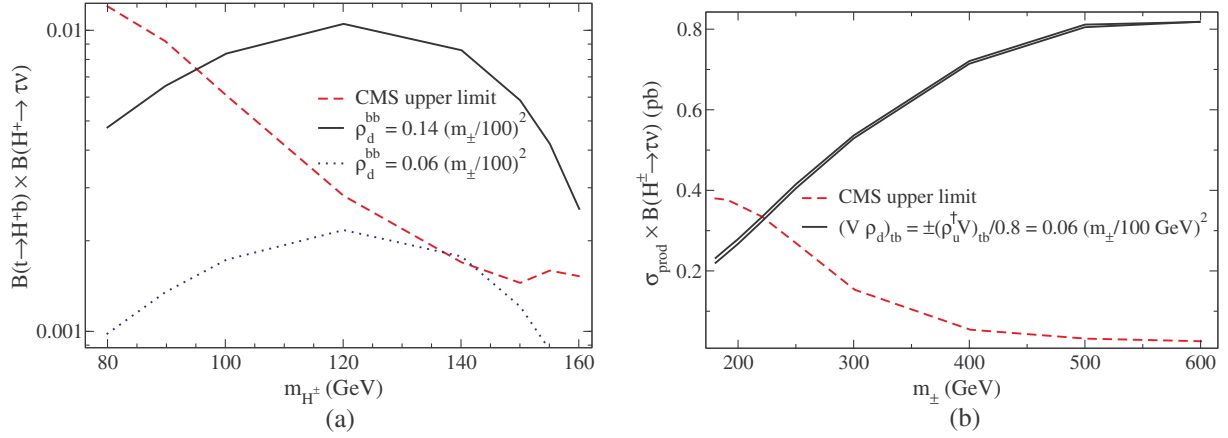 0.01
0.001
B(t→H⁺b) × B(H⁺→ τν)
CMS upper limit
ρ_d^bb = 0.14 (m_±/100)²
ρ_d^bb = 0.06 (m_±/100)²
80 100 120 140 160
m_H^± (GeV)
(a)
0.8
0.6
0.4
0.2
σ_prod × B(H^±→τν) (pb)
CMS upper limit
(V ρ_d)_tb = ±(ρ_u^†V)_tb/0.8 = 0.06 (m_±/100 GeV)²
200 300 400 500 600
m_± (GeV)
(b)